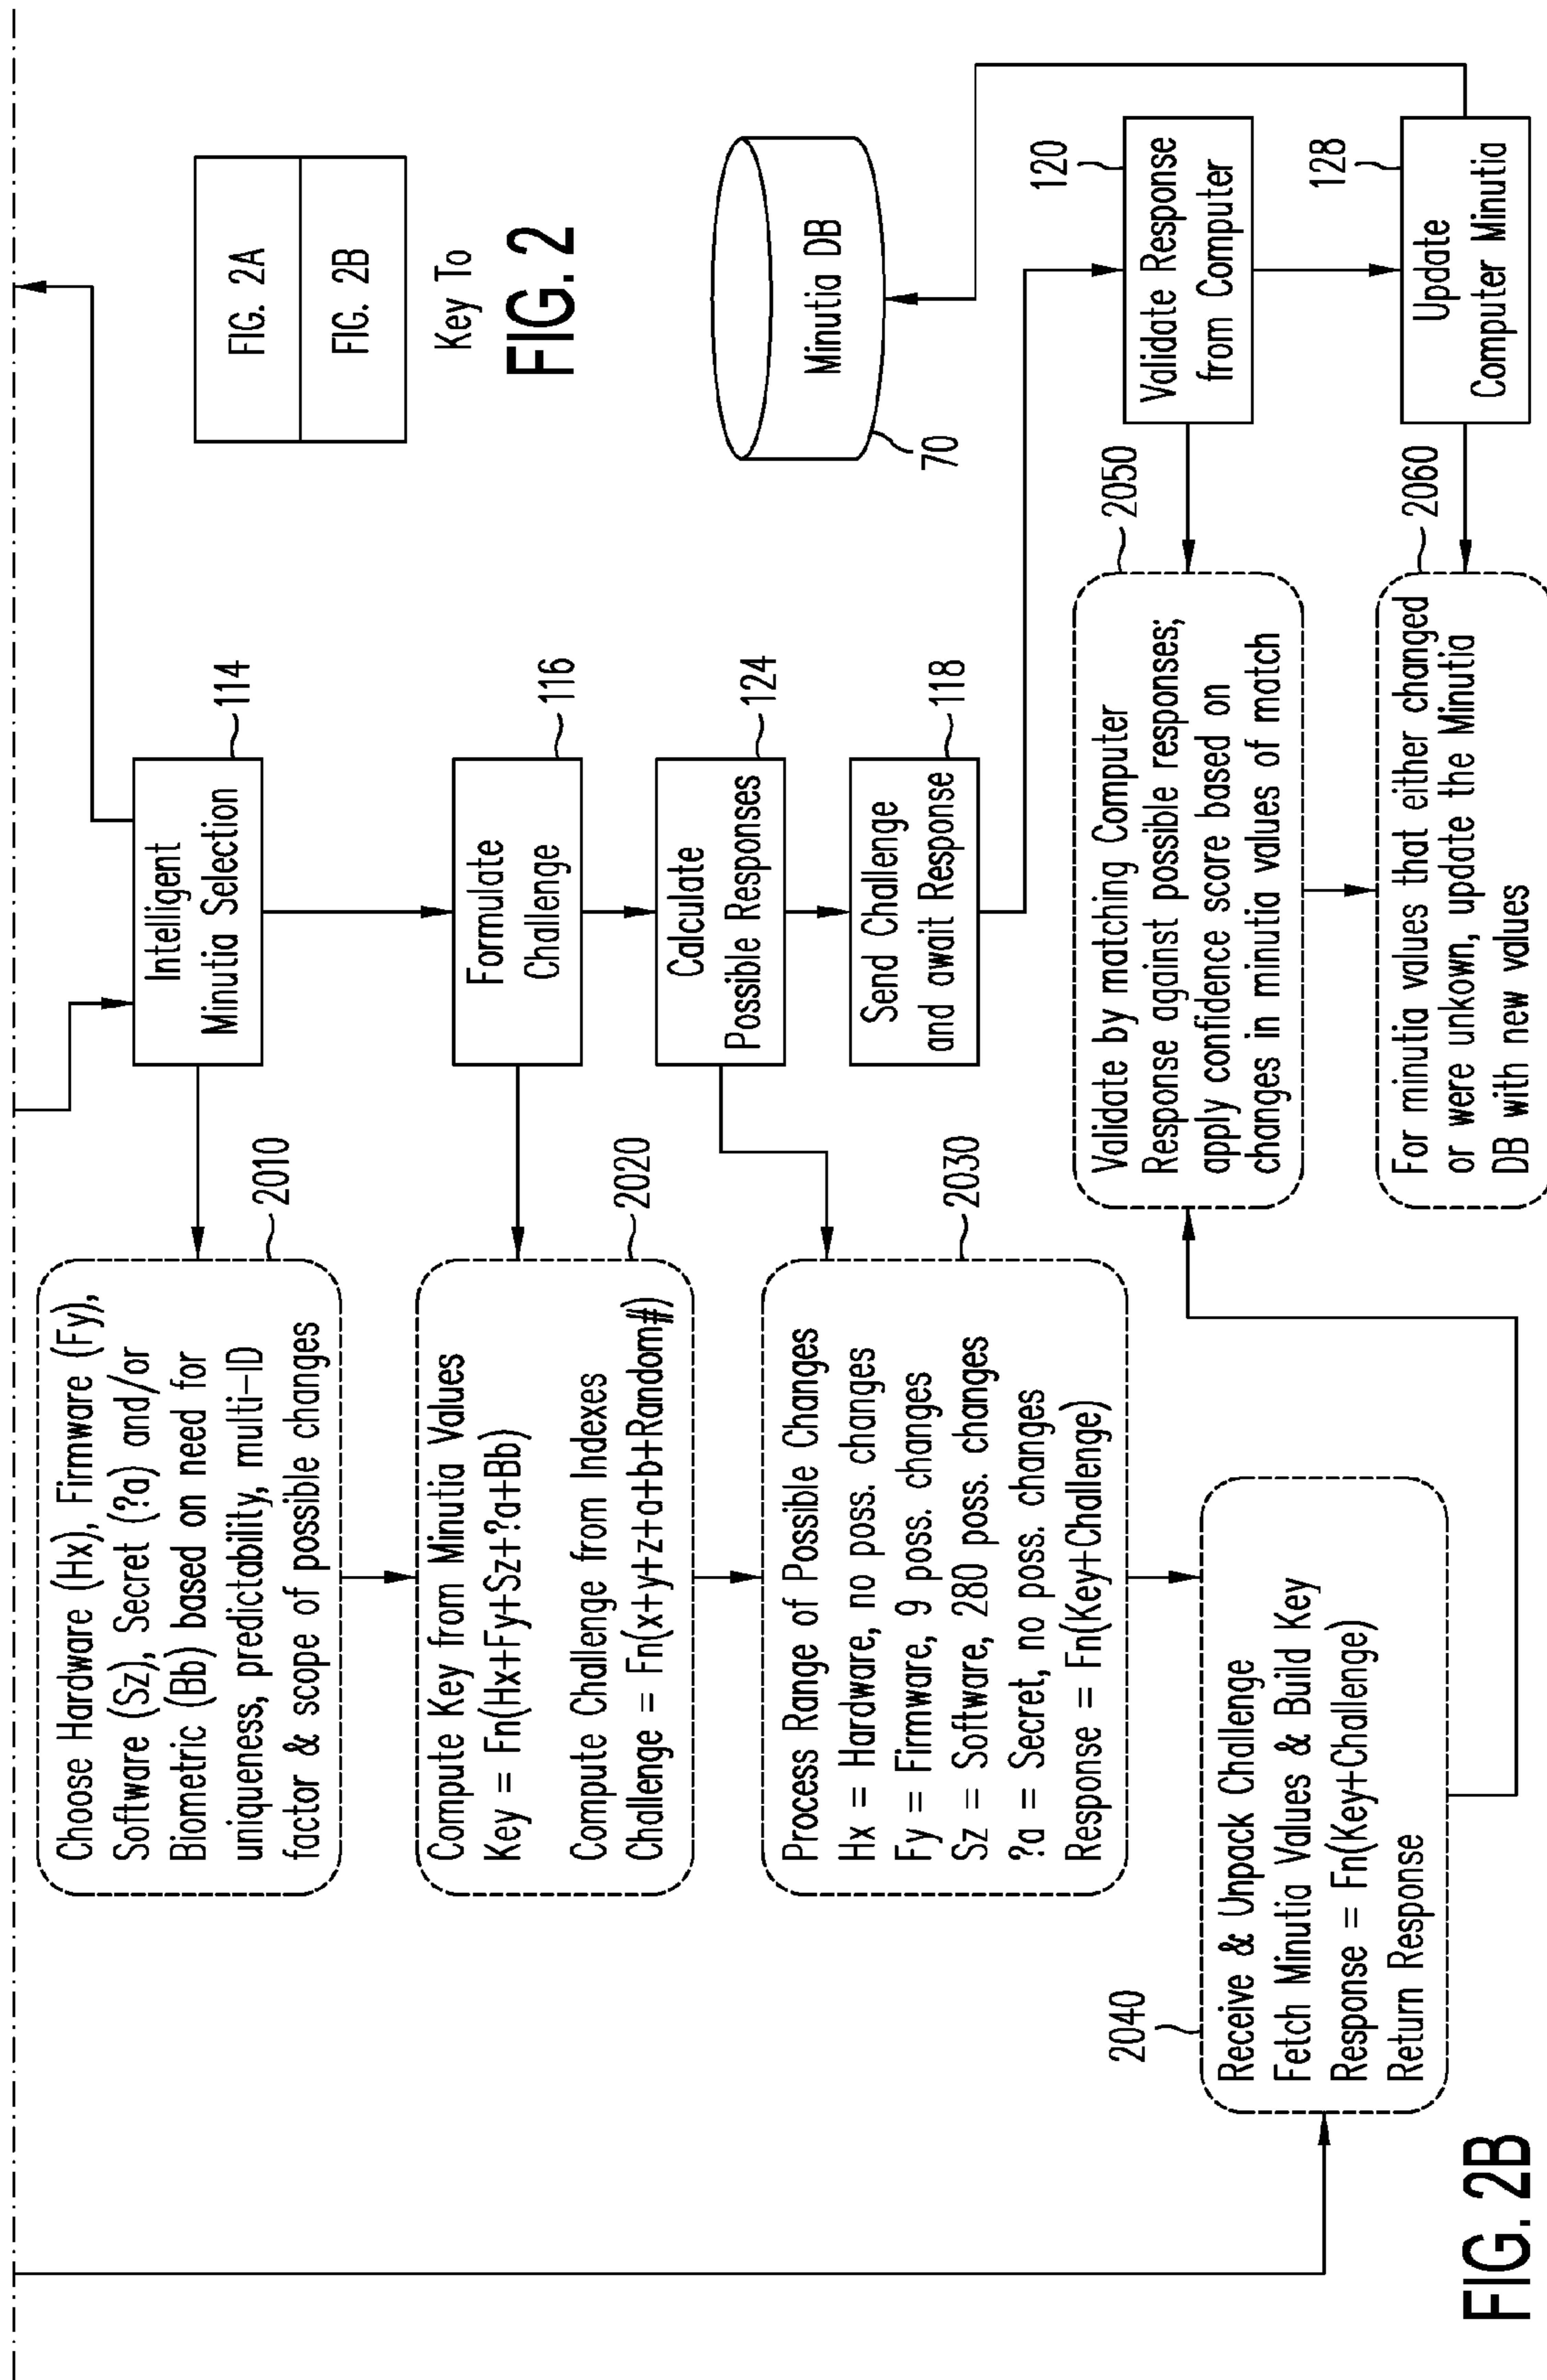 Choose Hardware (Hx), Firmware (Fy),
Software (Sz), Secret (?a) and/or
Biometric (Bb) based on need for
uniqueness, predictability, multi-ID
factor & scope of possible changes
2010
Intelligent
Minutia Selection
114
FIG. 2A
FIG. 2B
Key To
FIG. 2
Compute Key from Minutia Values
Key = Fn(Hx+Fy+Sz+?a+Bb)
Compute Challenge from Indexes
Challenge = Fn(x+y+z+a+b+Random#)
2020
Formulate
Challenge
116
Process Range of Possible Changes
Hx = Hardware, no poss. changes
Fy = Firmware, 9 poss. changes
Sz = Software, 280 poss. changes
?a = Secret, no poss. changes
Response = Fn(Key+Challenge)
2030
Calculate
Possible Responses
124
Send Challenge
and await Response
118
Minutia DB
70
2040
Receive & Unpack Challenge
Fetch Minutia Values & Build Key
Response = Fn(Key+Challenge)
Return Response
Validate by matching Computer
Response against possible responses;
apply confidence score based on
changes in minutia values of match
2050
Validate Response
from Computer
120
For minutia values that either changed
or were unkown, update the Minutia
DB with new values
2060
Update
Computer Minutia
128
FIG. 2B